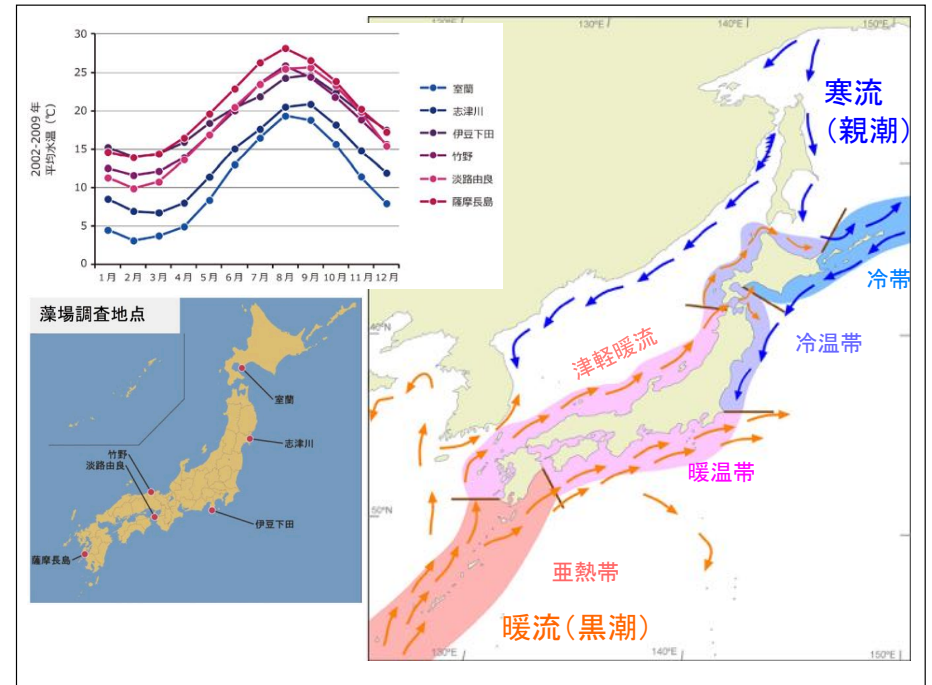 30
25
20
15
10
5
0
2002-2009年
平均水温（℃）
1月 2月 3月 4月 5月 6月 7月 8月 9月 10月 11月 12月
室蘭
志津川
伊豆下田
竹野
淡路由良
薩摩長島
藻場調査地点
室蘭
志津川
竹野
淡路由良
伊豆下田
薩摩長島
130°E
140°E
150°E
寒流
（親潮）
冷帯
40°N
冷温帯
津軽暖流
暖温帯
50°N
亜熱帯
暖流（黒潮）
130°E
140°E
150°E